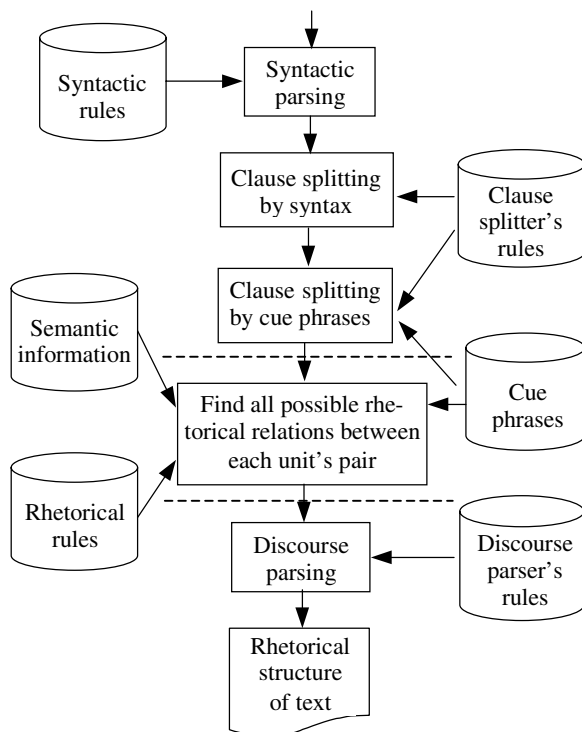 Syntactic
rules
Syntactic
parsing
Clause splitting
by syntax
Clause
splitter's
rules
Clause splitting
by cue phrases
Semantic
information
Cue
phrases
Find all possible rhe-
torical relations between
each unit's pair
Rhetorical
rules
Discourse
parsing
Discourse
parser's
rules
Rhetorical
structure
of text